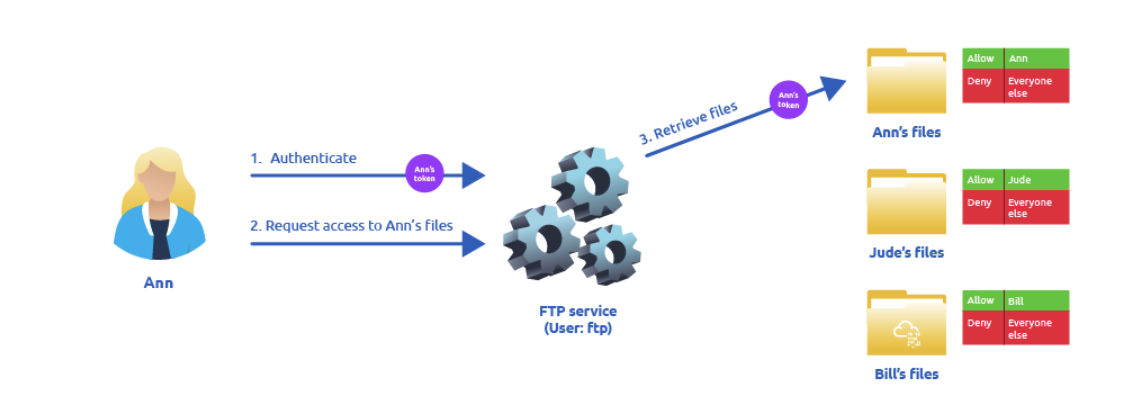 Ann
1. Authenticate
Ann's
token
2. Request access to Ann's files
FTP service
(User: ftp)
3. Retrieve files
Ann's
token
Allow Ann
Deny Everyone
else
Ann's files
Allow Jude
Deny Everyone
else
Jude's files
Allow Bill
Deny Everyone
else
Bill's files